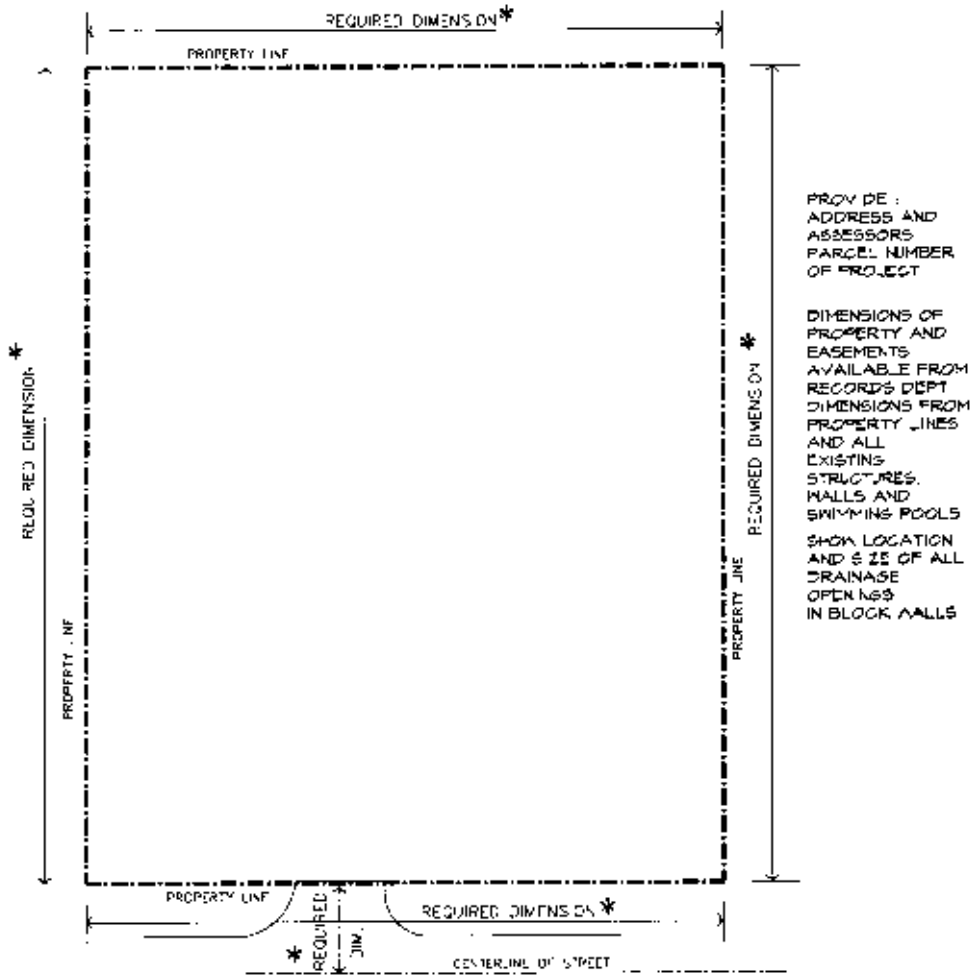 REQUIRED DIMENSION*
PROPERTY LINE
REQUIRED DIMENSION *
PROPERTY LINE
REQUIRED DIMENSION *
PROPERTY LINE
PROV DE :
ADDRESS AND
ASSESSORS
PARCEL NUMBER
OF PROJECT
DIMENSIONS OF
PROPERTY AND
EASEMENTS
AVAILABLE FROM
RECORDS DEPT
DIMENSIONS FROM
PROPERTY LINES
AND ALL
EXISTING
STRUCTURES,
WALLS AND
SWIMMING POOLS
SHOW LOCATION
AND SIZE OF ALL
DRAINAGE
OPENINGS
IN BLOCK WALLS
PROPERTY LINE
REQUIRED DIMENSION*
* REQUIRED
DIM.
CENTERLINE OF STREET